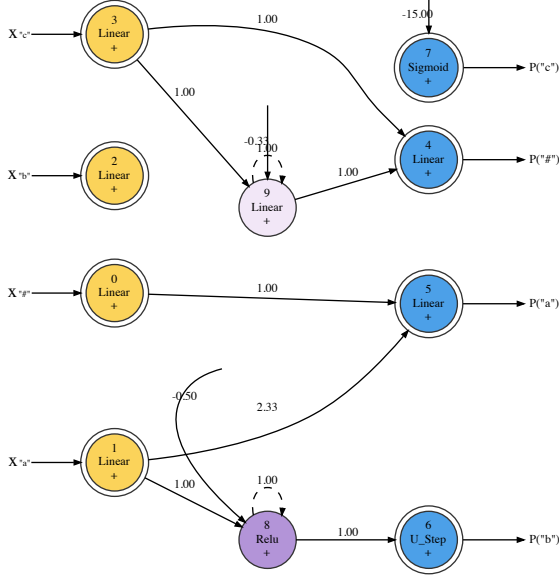 -15.00
1.00
X "c"
3
Linear
+
7
Sigmoid
+
P("c")
1.00
-0.33
1.00
X "b"
2
Linear
+
4
Linear
+
P("#")
1.00
9
Linear
+
X "#"
0
Linear
+
1.00
5
Linear
+
P("a")
-0.50
2.33
X "a"
1
Linear
+
1.00
1.00
8
Relu
+
1.00
6
U_Step
+
P("b")